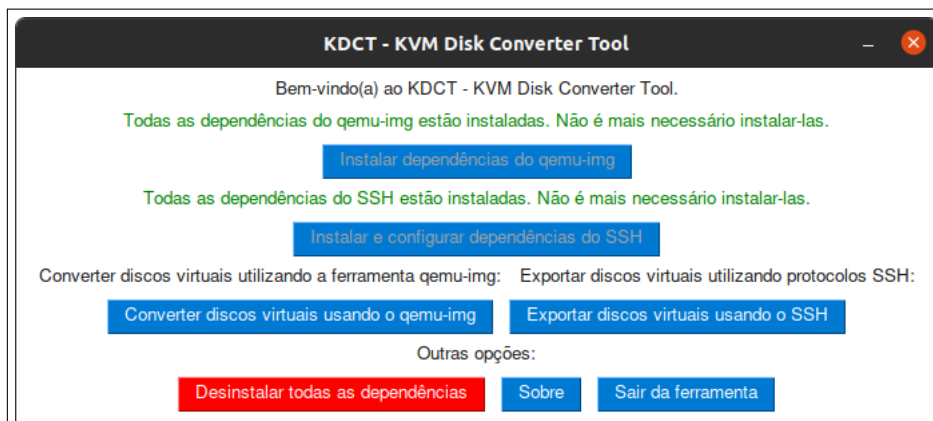 KDCT - KVM Disk Converter Tool
Bem-vindo(a) ao KDCT - KVM Disk Converter Tool.
Todas as dependências do qemu-img estão instaladas. Não é mais necessário instalar-las.
Instalar dependências do qemu-img
Todas as dependências do SSH estão instaladas. Não é mais necessário instalar-las.
Instalar e configurar dependências do SSH
Converter discos virtuais utilizando a ferramenta qemu-img: Exportar discos virtuais utilizando protocolos SSH:
Converter discos virtuais usando o qemu-img Exportar discos virtuais usando o SSH
Outras opções:
Desinstalar todas as dependências Sobre Sair da ferramenta